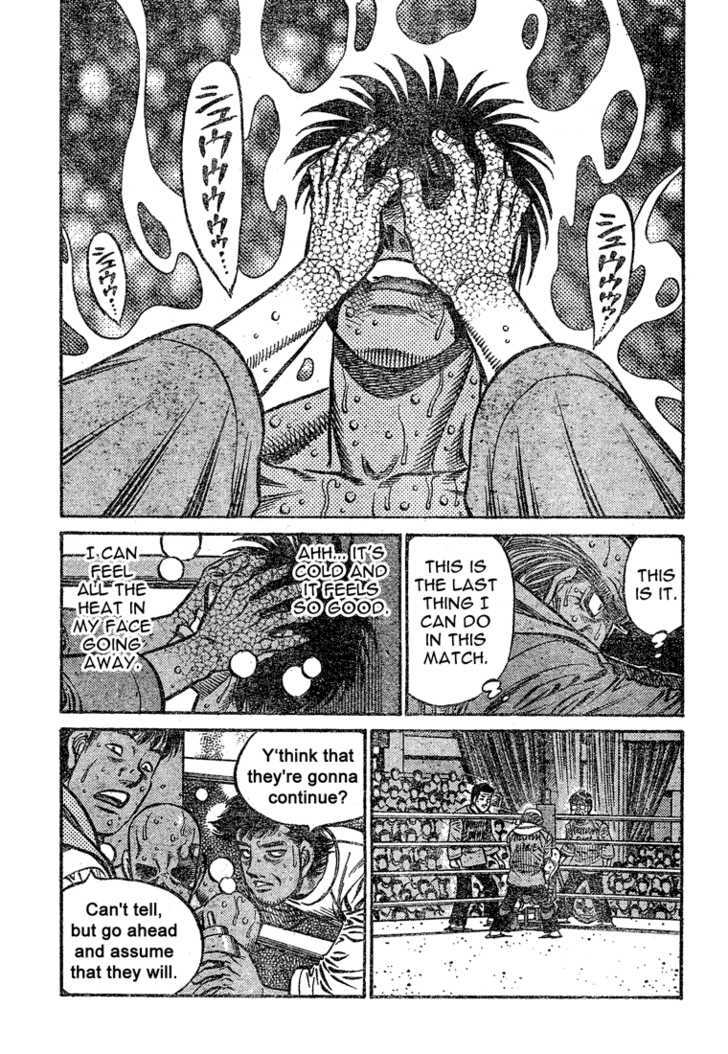 シュウウウウゥゥ…
シュウウ…
シュウウゥ…
THIS
IS IT.
THIS IS
THE LAST
THING I
CAN DO
IN THIS
MATCH.
AHH... IT'S
COLD AND
IT FEELS
SO GOOD.
I CAN
FEEL
ALL THE
HEAT IN
MY FACE
GOING
AWAY.
Y'think that
they're gonna
continue?
Can't tell,
but go ahead
and assume
that they will.